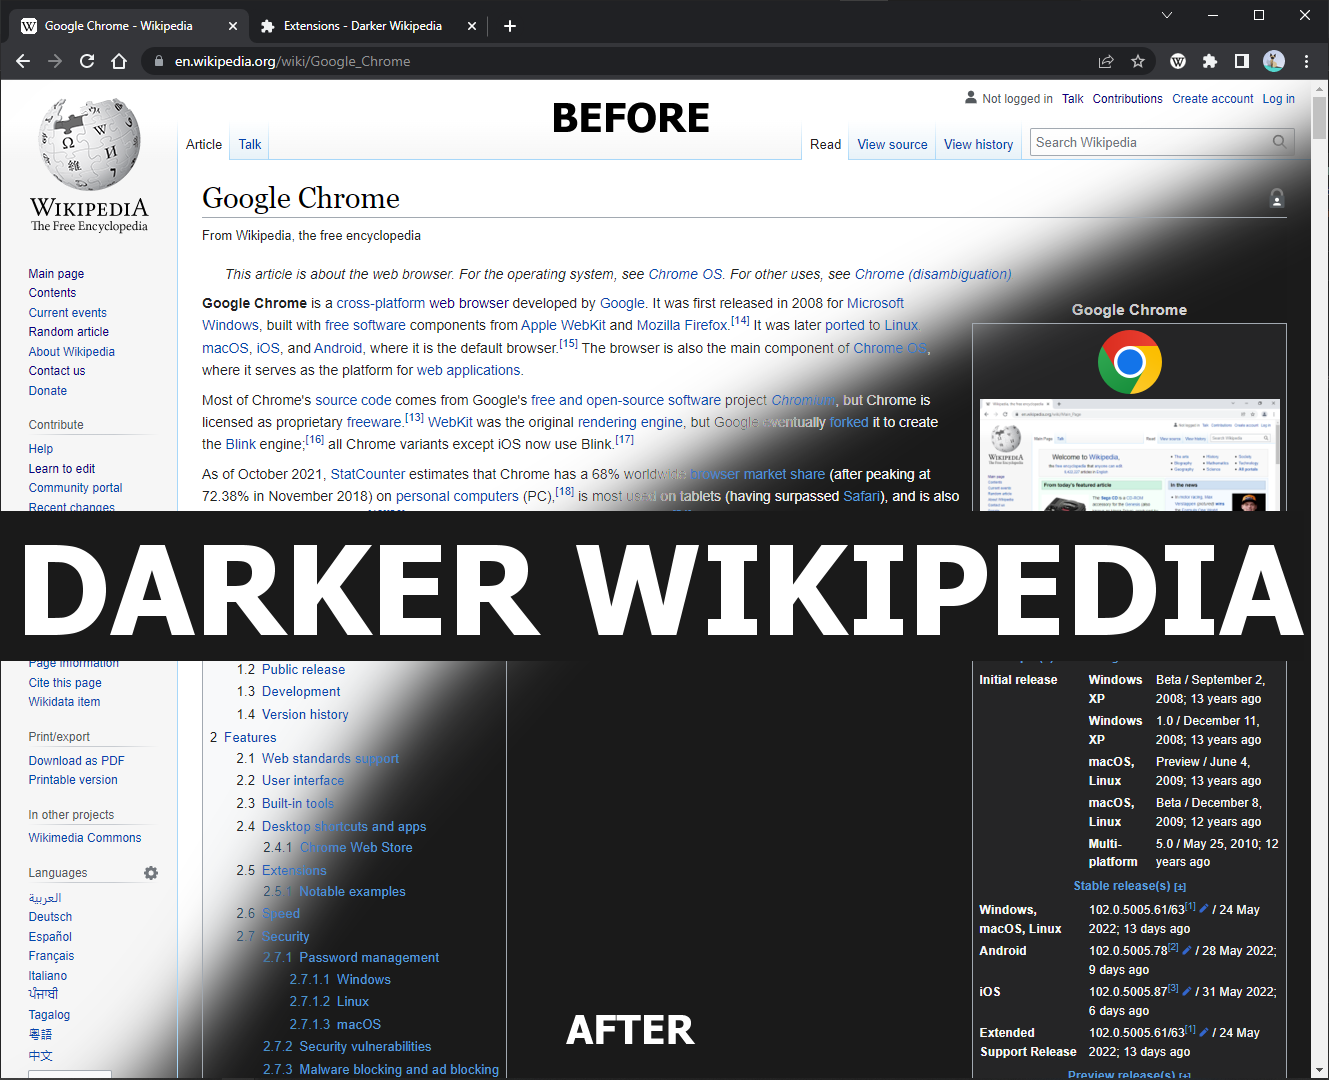 Google Chrome - Wikipedia
Extensions - Darker Wikipedia
en.wikipedia.org/wiki/Google_Chrome
BEFORE
Not logged in Talk Contributions Create account Log in
Article Talk
Read View source View history
Search Wikipedia
WIKIPEDIA
The Free Encyclopedia
Main page
Contents
Current events
Random article
About Wikipedia
Contact us
Donate
Contribute
Help
Learn to edit
Community portal
Recent changes
Google Chrome
From Wikipedia, the free encyclopedia
This article is about the web browser. For the operating system, see Chrome OS. For other uses, see Chrome (disambiguation)
Google Chrome is a cross-platform web browser developed by Google. It was first released in 2008 for Microsoft
Windows, built with free software components from Apple WebKit and Mozilla Firefox.[14] It was later ported to Linux,
macOS, iOS, and Android, where it is the default browser.[15] The browser is also the main component of Chrome OS,
where it serves as the platform for web applications.
Most of Chrome's source code comes from Google's free and open-source software project Chromium, but Chrome is
licensed as proprietary freeware.[13] WebKit was the original rendering engine, but Google eventually forked it to create
the Blink engine;[16] all Chrome variants except iOS now use Blink.[17]
As of October 2021, StatCounter estimates that Chrome has a 68% worldwide browser market share (after peaking at
72.38% in November 2018) on personal computers (PC),[18] is most used on tablets (having surpassed Safari), and is also
Google Chrome
From today's featured article
In the news
DARKER WIKIPEDIA
Page information
Cite this page
Wikidata item
Print/export
Download as PDF
Printable version
In other projects
Wikimedia Commons
Languages
العربية
Deutsch
Español
Français
Italiano
ਪੰਜਾਬੀ
Tagalog
粵語
中文
1.2 Public release
1.3 Development
1.4 Version history
2 Features
2.1 Web standards support
2.2 User interface
2.3 Built-in tools
2.4 Desktop shortcuts and apps
2.4.1 Chrome Web Store
2.5 Extensions
2.5.1 Notable examples
2.6 Speed
2.7 Security
2.7.1 Password management
2.7.1.1 Windows
2.7.1.2 Linux
2.7.1.3 macOS
2.7.2 Security vulnerabilities
2.7.3 Malware blocking and ad blocking
AFTER
Initial release Windows XP Beta / September 2, 2008; 13 years ago
Windows XP 1.0 / December 11, 2008; 13 years ago
macOS, Linux Preview / June 4, 2009; 13 years ago
macOS, Linux Beta / December 8, 2009; 12 years ago
Multi-platform 5.0 / May 25, 2010; 12 years ago
Stable release(s) [±]
Windows, macOS, Linux 102.0.5005.61/63[1] / 24 May 2022; 13 days ago
Android 102.0.5005.78[2] / 28 May 2022; 9 days ago
iOS 102.0.5005.87[3] / 31 May 2022; 6 days ago
Extended Support Release 102.0.5005.61/63[1] / 24 May 2022; 13 days ago
Preview release(s) [±]